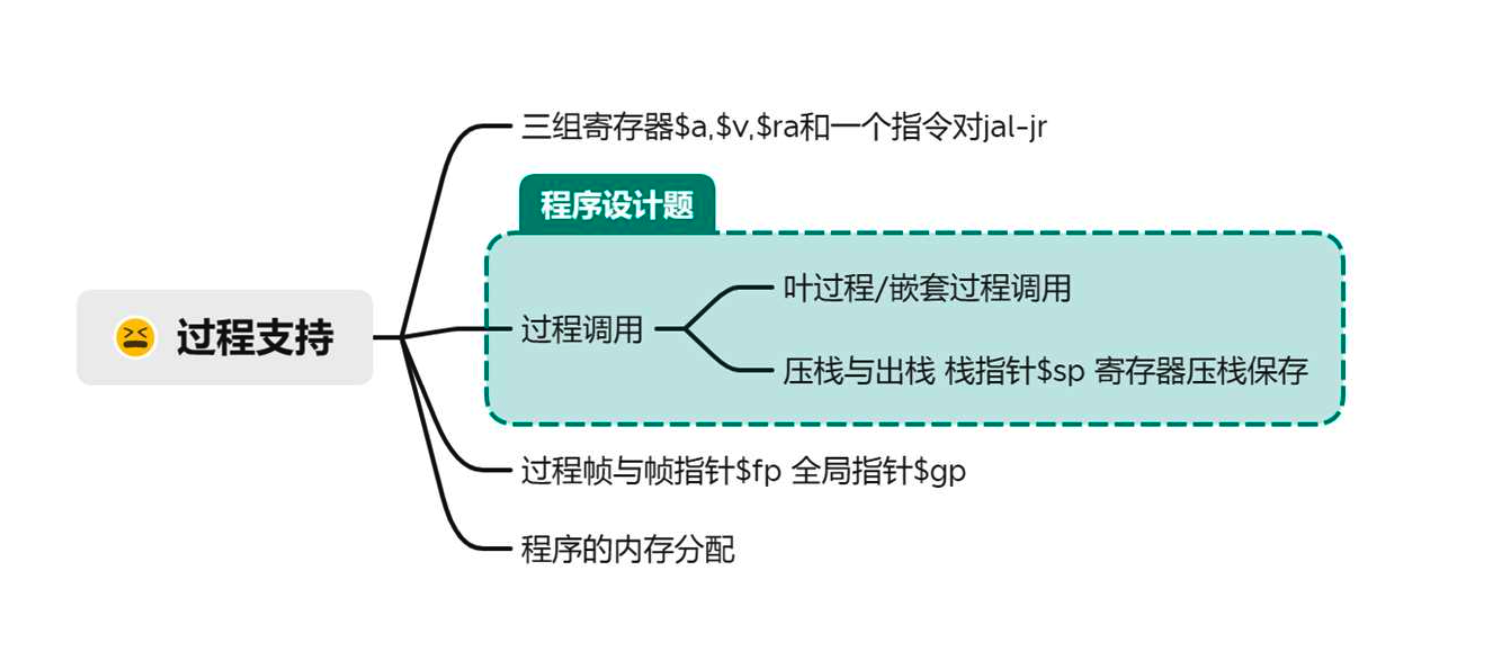 三组寄存器$a,$v,$ra和一个指令对jal-jr
程序设计题
叶过程/嵌套过程调用
过程调用
过程支持
压栈与出栈 栈指针$sp 寄存器压栈保存
过程帧与帧指针$fp 全局指针$gp
程序的内存分配